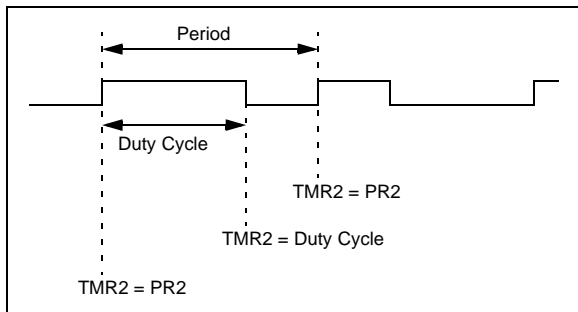 Period
Duty Cycle
TMR2 = PR2
TMR2 = Duty Cycle
TMR2 = PR2